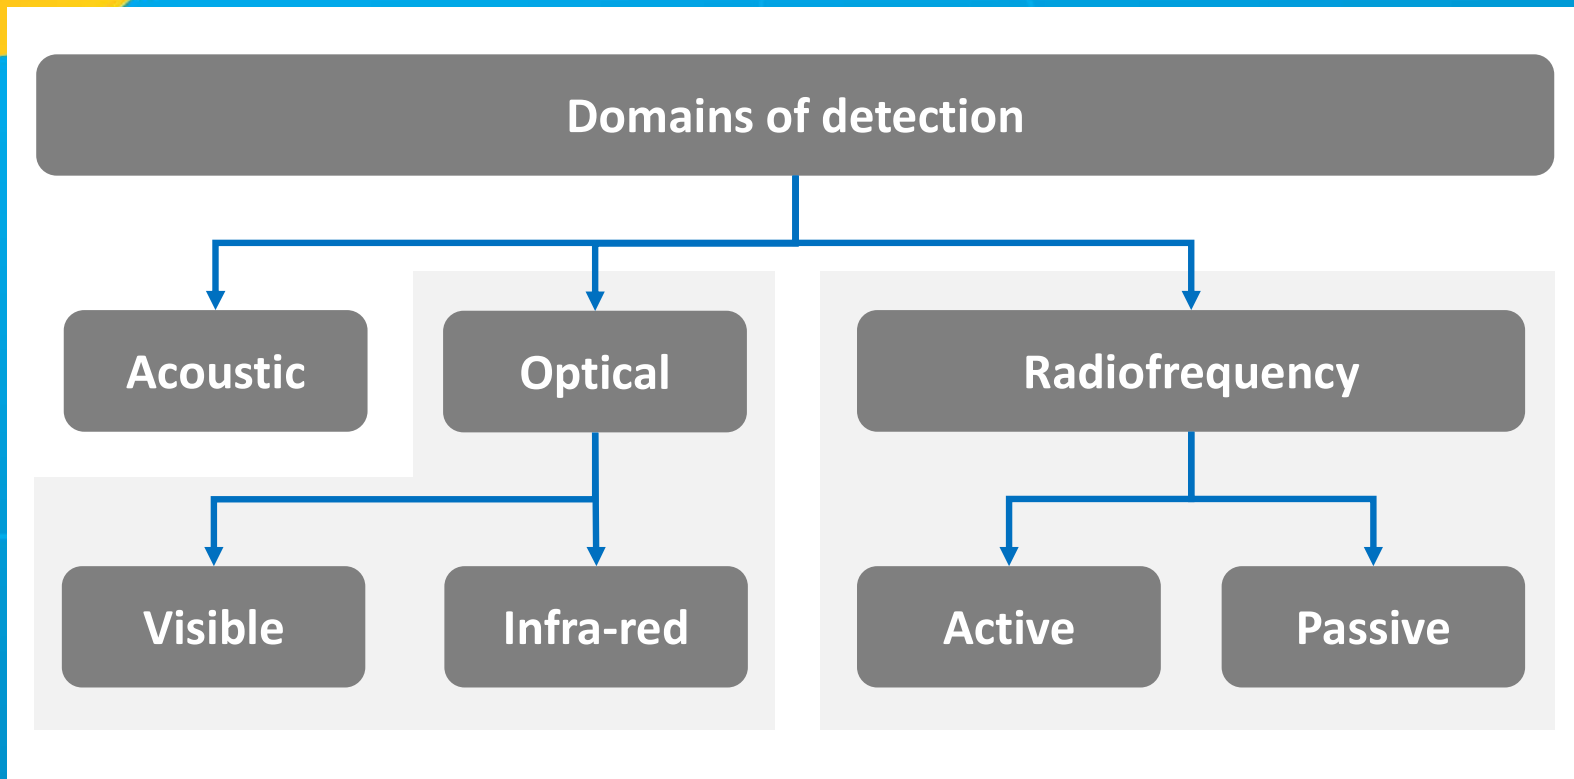 Domains of detection
Acoustic
Optical
Radiofrequency
Visible
Infra-red
Active
Passive